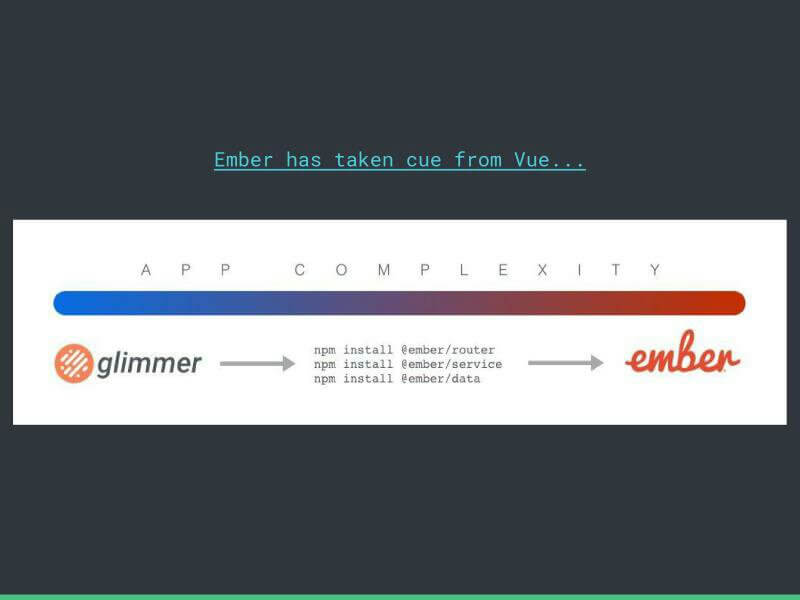 Ember has taken cue from Vue...
APP COMPLEXITY
glimmer
npm install @ember/router
npm install @ember/service
npm install @ember/data
ember